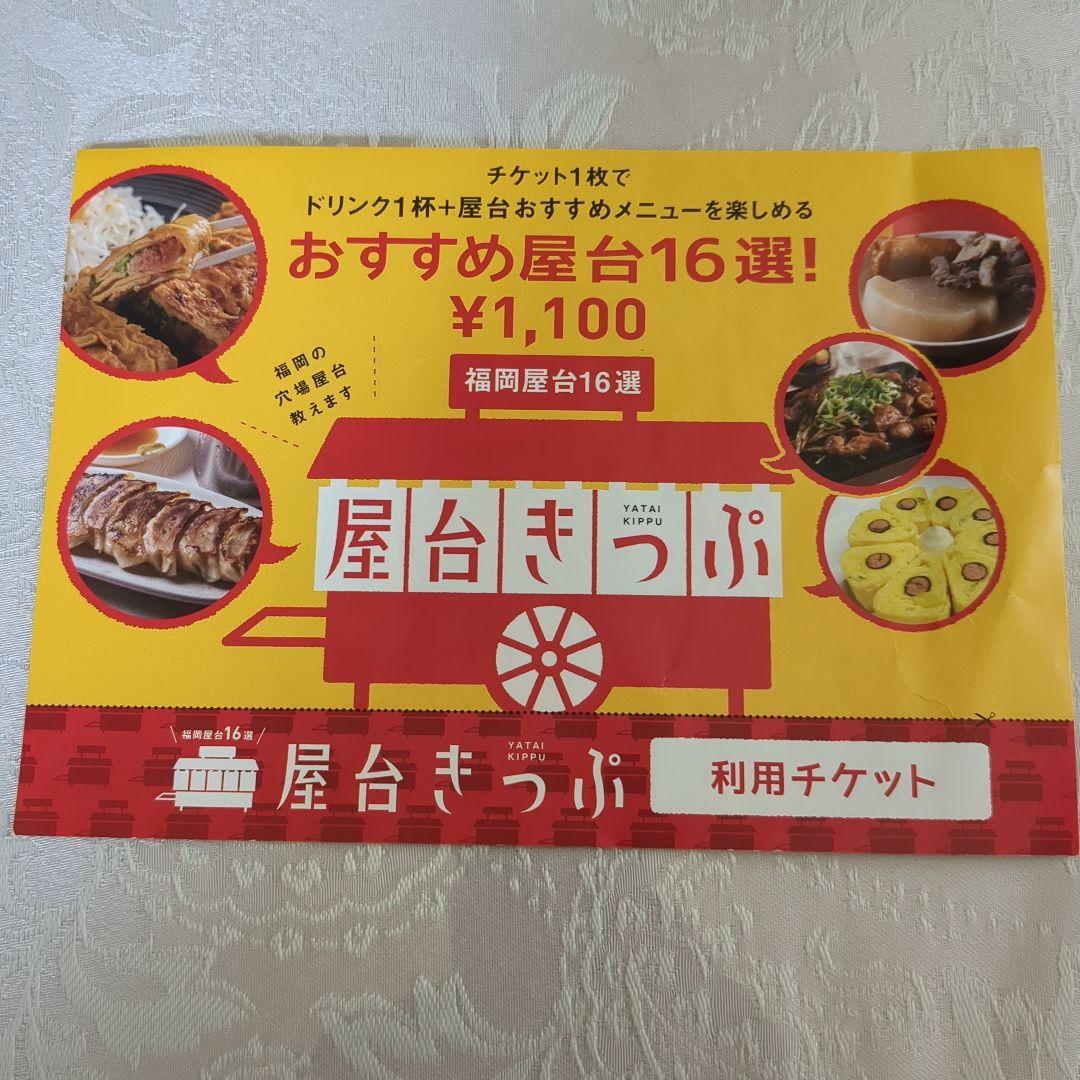 チケット1枚で
ドリンク1杯+屋台おすすめメニューを楽しめる
おすすめ屋台16選!
¥1,100
福岡の
穴場屋台
教えます
福岡屋台16選
屋台きっぷ
YATAI
KIPPU
福岡屋台16選
屋台きっぷ
YATAI
KIPPU
利用チケット